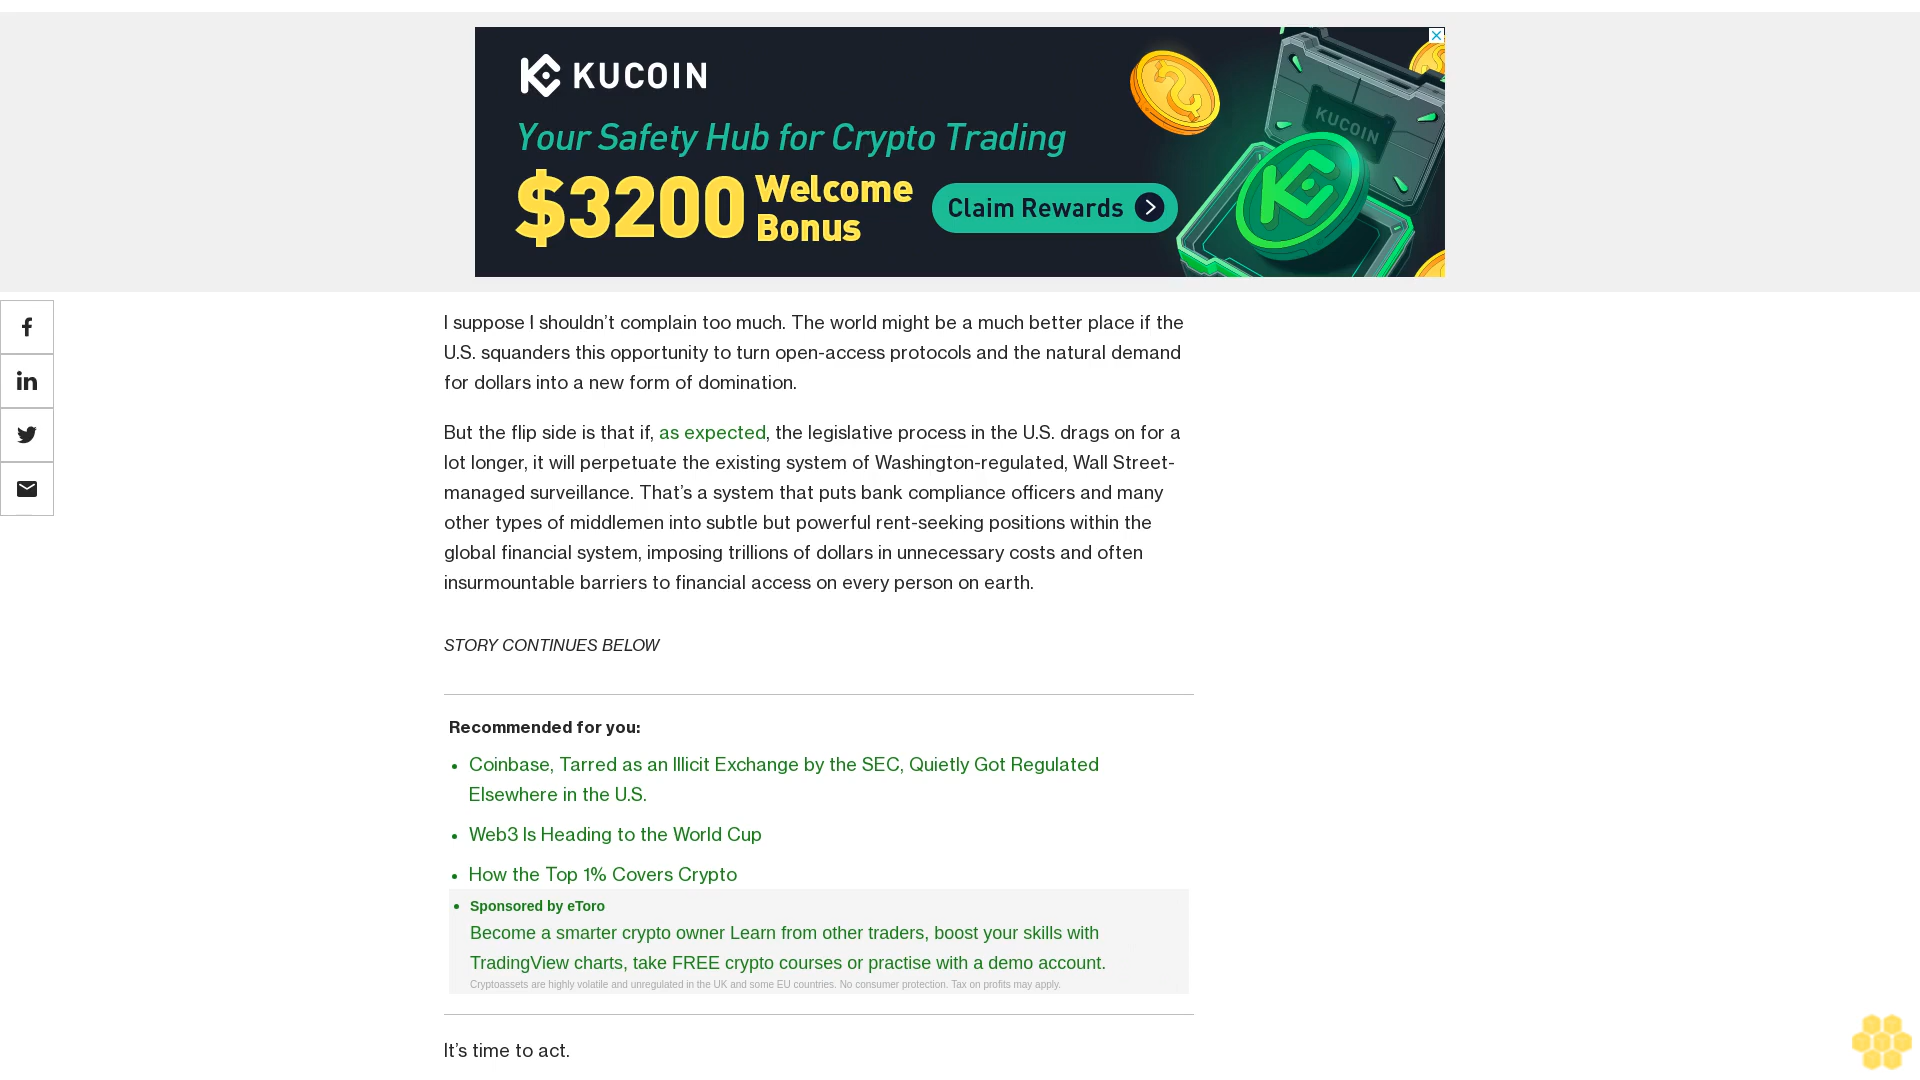 KUCOIN
Your Safety Hub for Crypto Trading
$3200 Welcome
Bonus
Claim Rewards
KUCOIN
I suppose I shouldn’t complain too much. The world might be a much better place if the
U.S. squanders this opportunity to turn open-access protocols and the natural demand
for dollars into a new form of domination.
But the flip side is that if, as expected, the legislative process in the U.S. drags on for a
lot longer, it will perpetuate the existing system of Washington-regulated, Wall Street-
managed surveillance. That’s a system that puts bank compliance officers and many
other types of middlemen into subtle but powerful rent-seeking positions within the
global financial system, imposing trillions of dollars in unnecessary costs and often
insurmountable barriers to financial access on every person on earth.
STORY CONTINUES BELOW
Recommended for you:
• Coinbase, Tarred as an Illicit Exchange by the SEC, Quietly Got Regulated
Elsewhere in the U.S.
• Web3 Is Heading to the World Cup
• How the Top 1% Covers Crypto
• Sponsored by eToro
Become a smarter crypto owner Learn from other traders, boost your skills with
TradingView charts, take FREE crypto courses or practise with a demo account.
Cryptoassets are highly volatile and unregulated in the UK and some EU countries. No consumer protection. Tax on profits may apply.
It’s time to act.